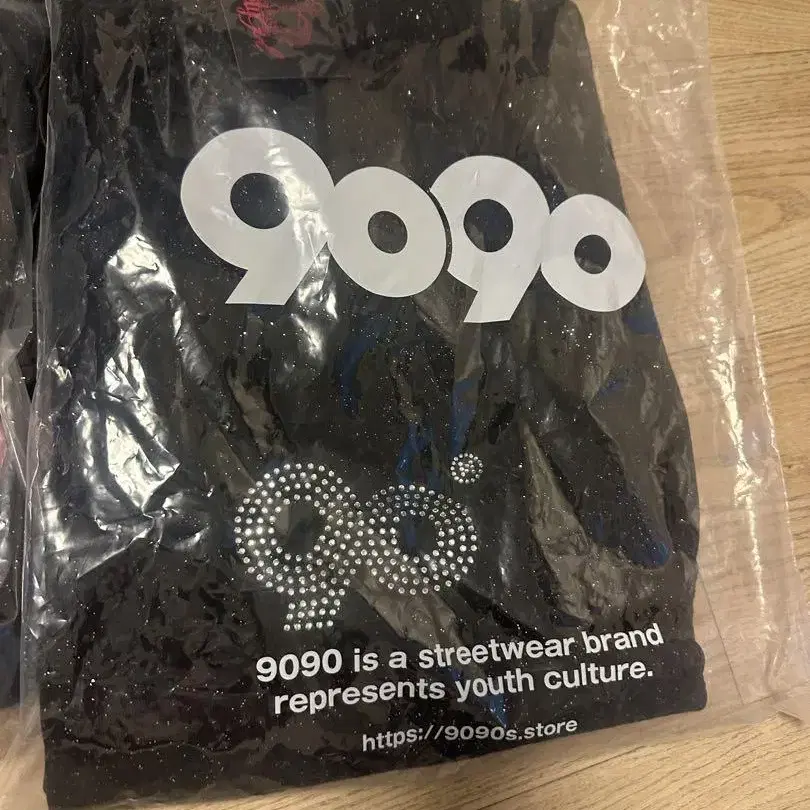 9090
90
9090 is a streetwear brand
represents youth culture.
https://9090s.store